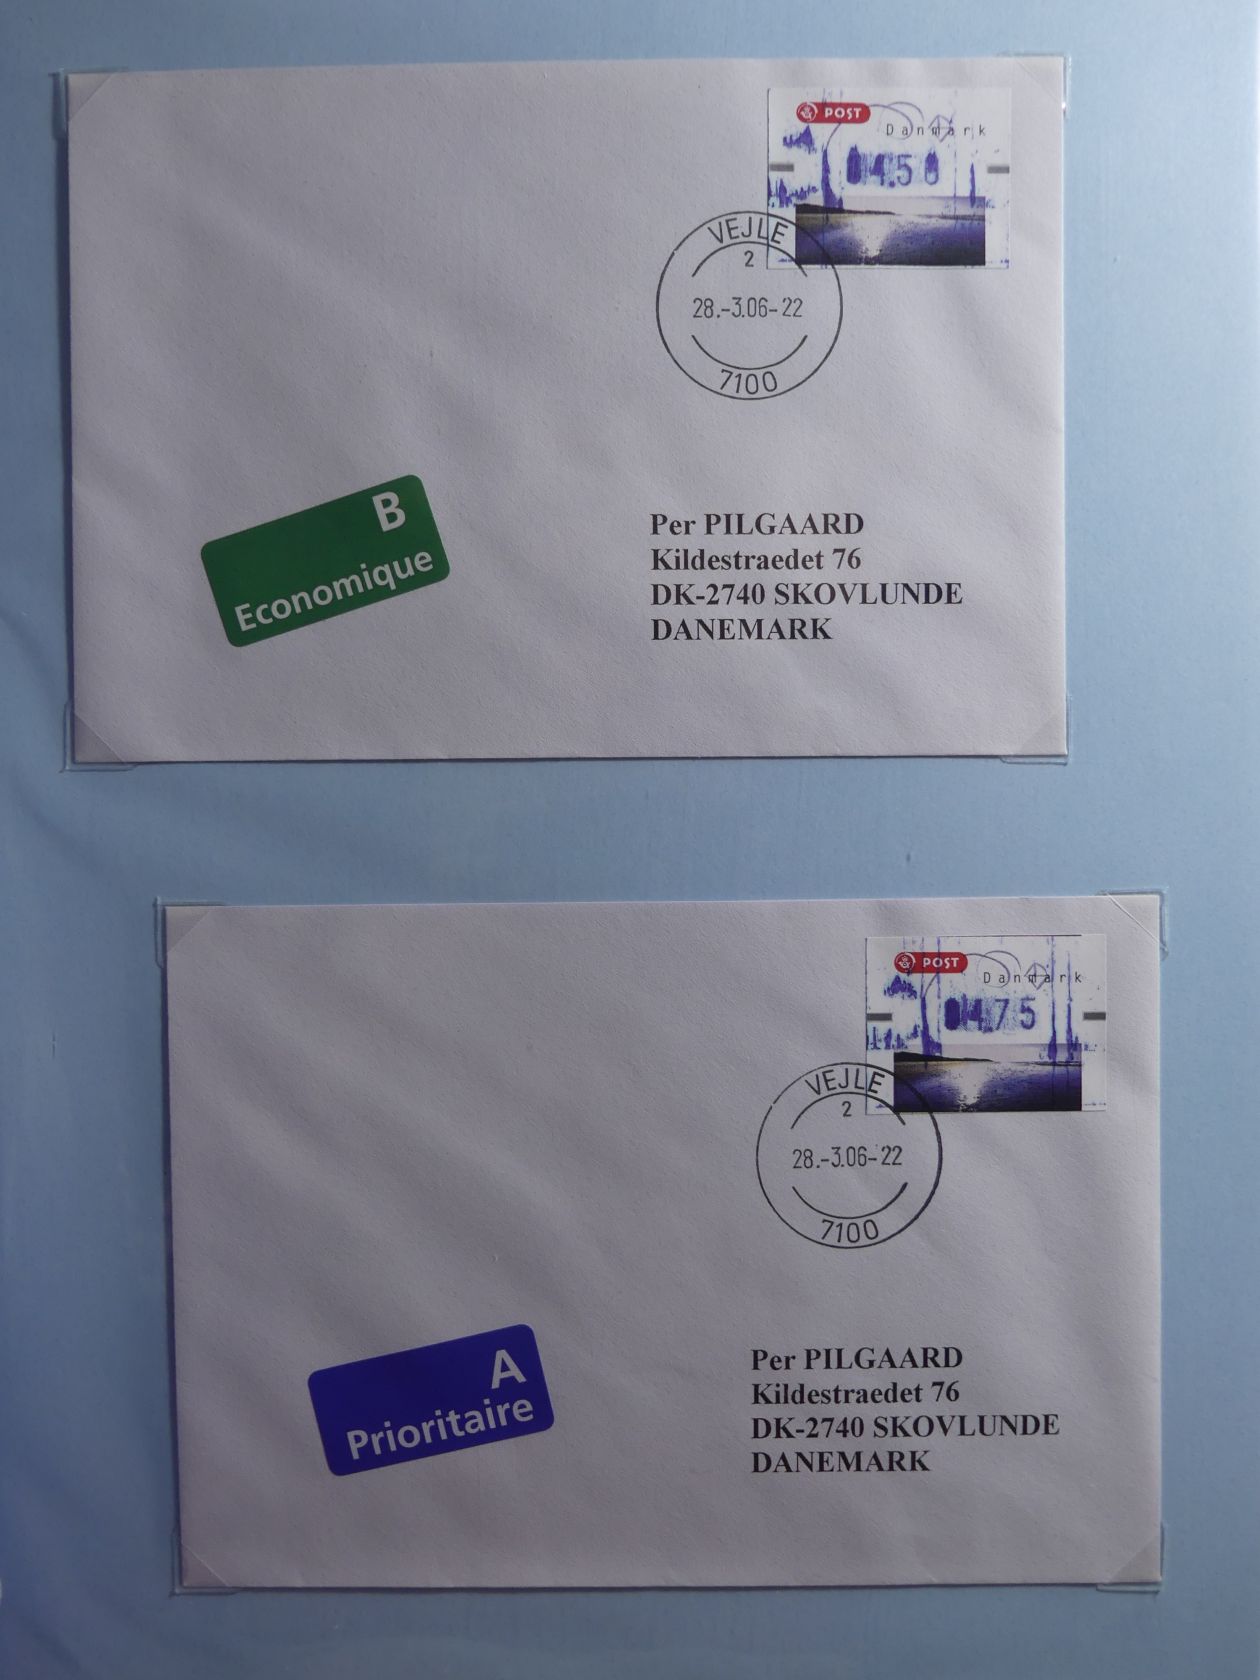 POST
Danmark
04.50
VEJLE
2
28.-3.06-22
7100
B
Economique
Per PILGAARD
Kildestraedet 76
DK-2740 SKOVLUNDE
DANEMARK
POST
Danmark
04.75
VEJLE
2
28.-3.06-22
7100
A
Prioritaire
Per PILGAARD
Kildestraedet 76
DK-2740 SKOVLUNDE
DANEMARK